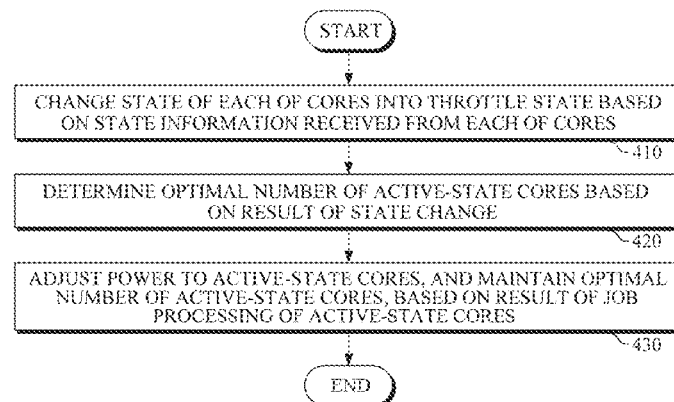 START
CHANGE STATE OF EACH OF CORES INTO THROTTLE STATE BASED
ON STATE INFORMATION RECEIVED FROM EACH OF CORES
410
DETERMINE OPTIMAL NUMBER OF ACTIVE-STATE CORES BASED
ON RESULT OF STATE CHANGE
420
ADJUST POWER TO ACTIVE-STATE CORES, AND MAINTAIN OPTIMAL
NUMBER OF ACTIVE-STATE CORES, BASED ON RESULT OF JOB
PROCESSING OF ACTIVE-STATE CORES
430
END